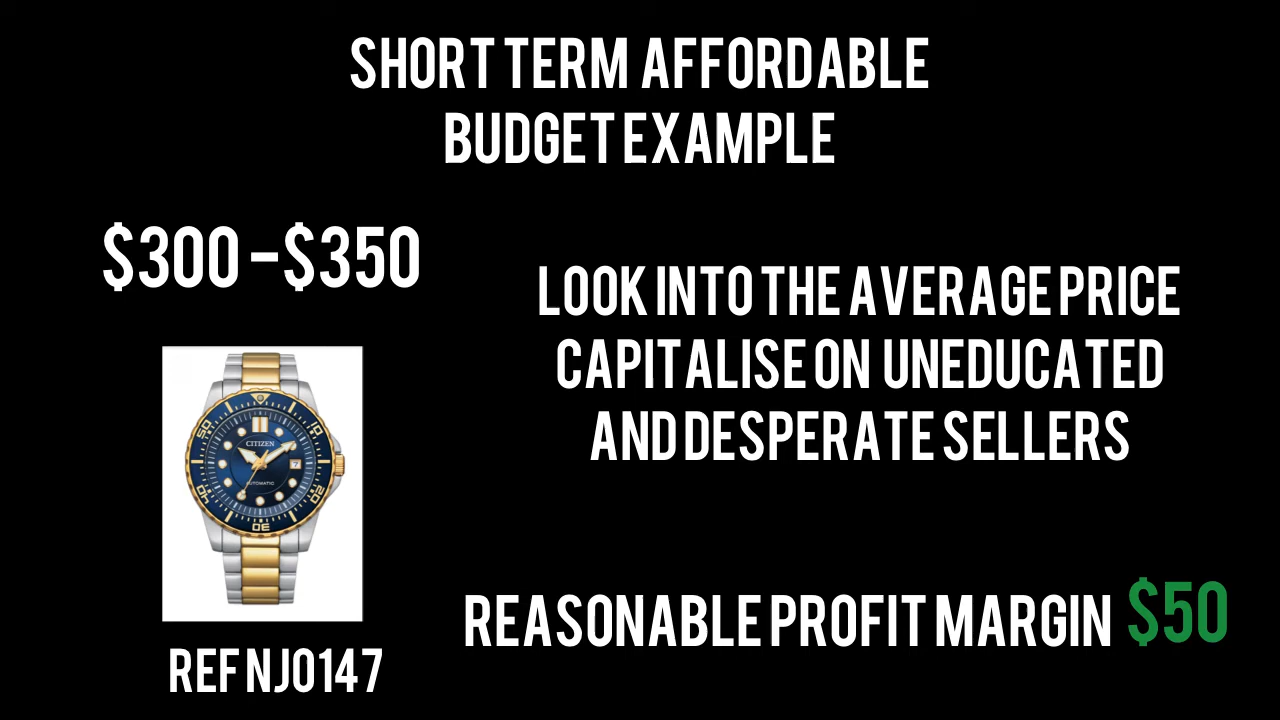 SHORT TERM AFFORDABLE
BUDGET EXAMPLE
$300 - $350
LOOK INTO THE AVERAGE PRICE
CAPITALISE ON UNEDUCATED
AND DESPERATE SELLERS
CITIZEN
AUTOMATIC
REASONABLE PROFIT MARGIN $50
REF NJ0147